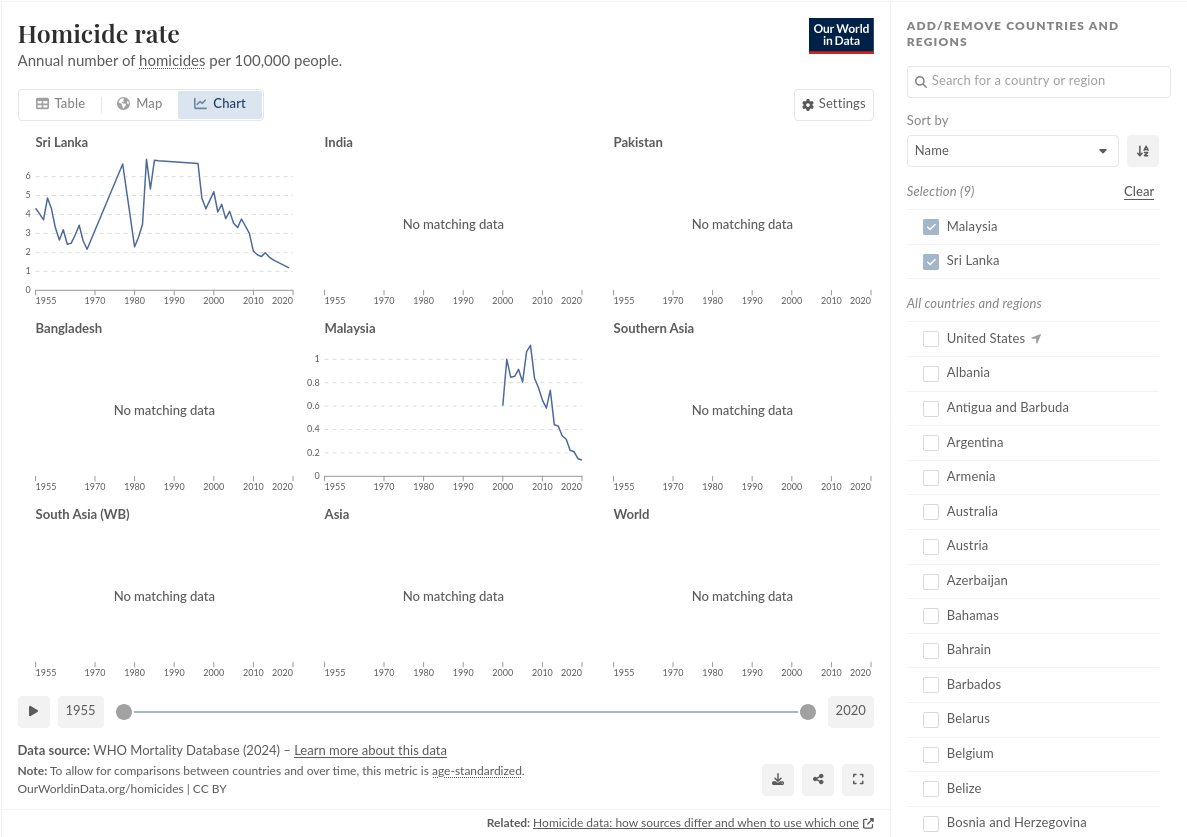 Homicide rate
Annual number of homicides per 100,000 people.
Our World
in Data
Table
Map
Chart
Settings
Sri Lanka
India
Pakistan
6
5
4
3
2
1
0
No matching data
No matching data
1955 1970 1980 1990 2000 2010 2020
1955 1970 1980 1990 2000 2010 2020
1955 1970 1980 1990 2000 2010 2020
Bangladesh
Malaysia
Southern Asia
No matching data
1
0.8
0.6
0.4
0.2
0
No matching data
1955 1970 1980 1990 2000 2010 2020
1955 1970 1980 1990 2000 2010 2020
1955 1970 1980 1990 2000 2010 2020
South Asia (WB)
Asia
World
No matching data
No matching data
No matching data
1955 1970 1980 1990 2000 2010 2020
1955 1970 1980 1990 2000 2010 2020
1955 1970 1980 1990 2000 2010 2020
1955
2020
Data source: WHO Mortality Database (2024) – Learn more about this data
Note: To allow for comparisons between countries and over time, this metric is age-standardized.
OurWorldinData.org/homicides | CC BY
Related: Homicide data: how sources differ and when to use which one
ADD/REMOVE COUNTRIES AND
REGIONS
Search for a country or region
Sort by
Name
Selection (9)
Clear
Malaysia
Sri Lanka
All countries and regions
United States
Albania
Antigua and Barbuda
Argentina
Armenia
Australia
Austria
Azerbaijan
Bahamas
Bahrain
Barbados
Belarus
Belgium
Belize
Bosnia and Herzegovina